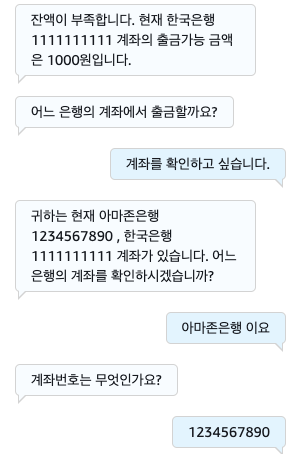 잔액이 부족합니다. 현재 한국은행
1111111111 계좌의 출금가능 금액
은 1000원입니다.
어느 은행의 계좌에서 출금할까요?
계좌를 확인하고 싶습니다.
귀하는 현재 아마존은행
1234567890 , 한국은행
1111111111 계좌가 있습니다. 어느
은행의 계좌를 확인하시겠습니까?
아마존은행 이요
계좌번호는 무엇인가요?
1234567890